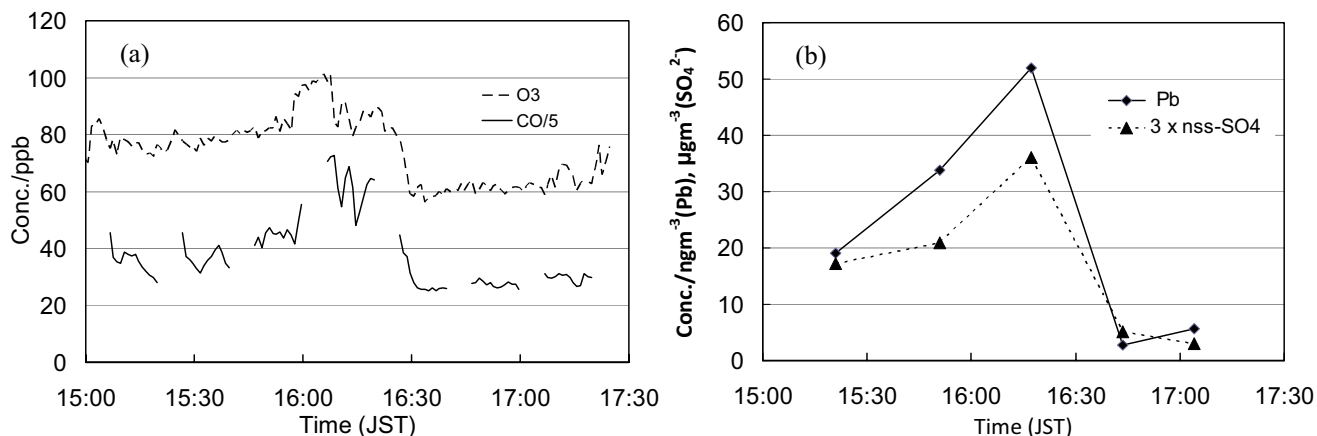 120
100
80
60
40
20
0
Conc./ppb
(a)
O3
CO/5
15:00 15:30 16:00 16:30 17:00 17:30
Time (JST)
60
50
40
30
20
10
0
Conc./ngm⁻³(Pb), µgm⁻³(SO₄²⁻)
(b)
Pb
3 x nss-SO4
15:00 15:30 16:00 16:30 17:00 17:30
Time (JST)